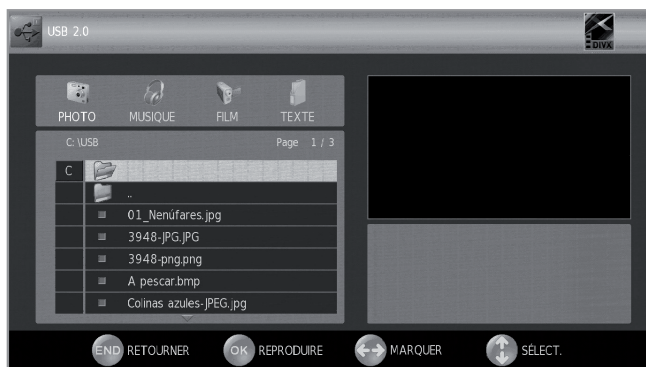 USB 2.0
DIVX
PHOTO MUSIQUE FILM TEXTE
C: \USB Page 1 / 3
C
..
01_Nenúfares.jpg
3948-JPG.JPG
3948-png.png
A pescar.bmp
Colinas azules-JPEG.jpg
END RETOURNER OK REPRODUIRE MARQUER SÉLECT.